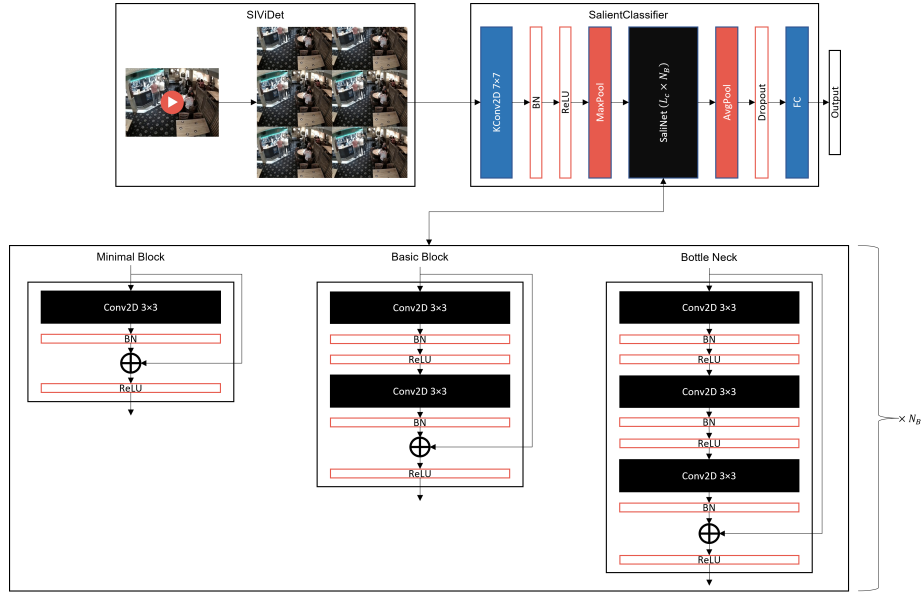 SIViDet
SalientClassifier
KConv2D 7×7
BN
ReLU
MaxPool
SaliNet (L_c × N_B)
AvgPool
Dropout
FC
Output
Minimal Block
Conv2D 3×3
BN
ReLU
Basic Block
Conv2D 3×3
BN
ReLU
Conv2D 3×3
BN
ReLU
Bottle Neck
Conv2D 3×3
BN
ReLU
Conv2D 3×3
BN
ReLU
Conv2D 3×3
BN
ReLU
× N_B